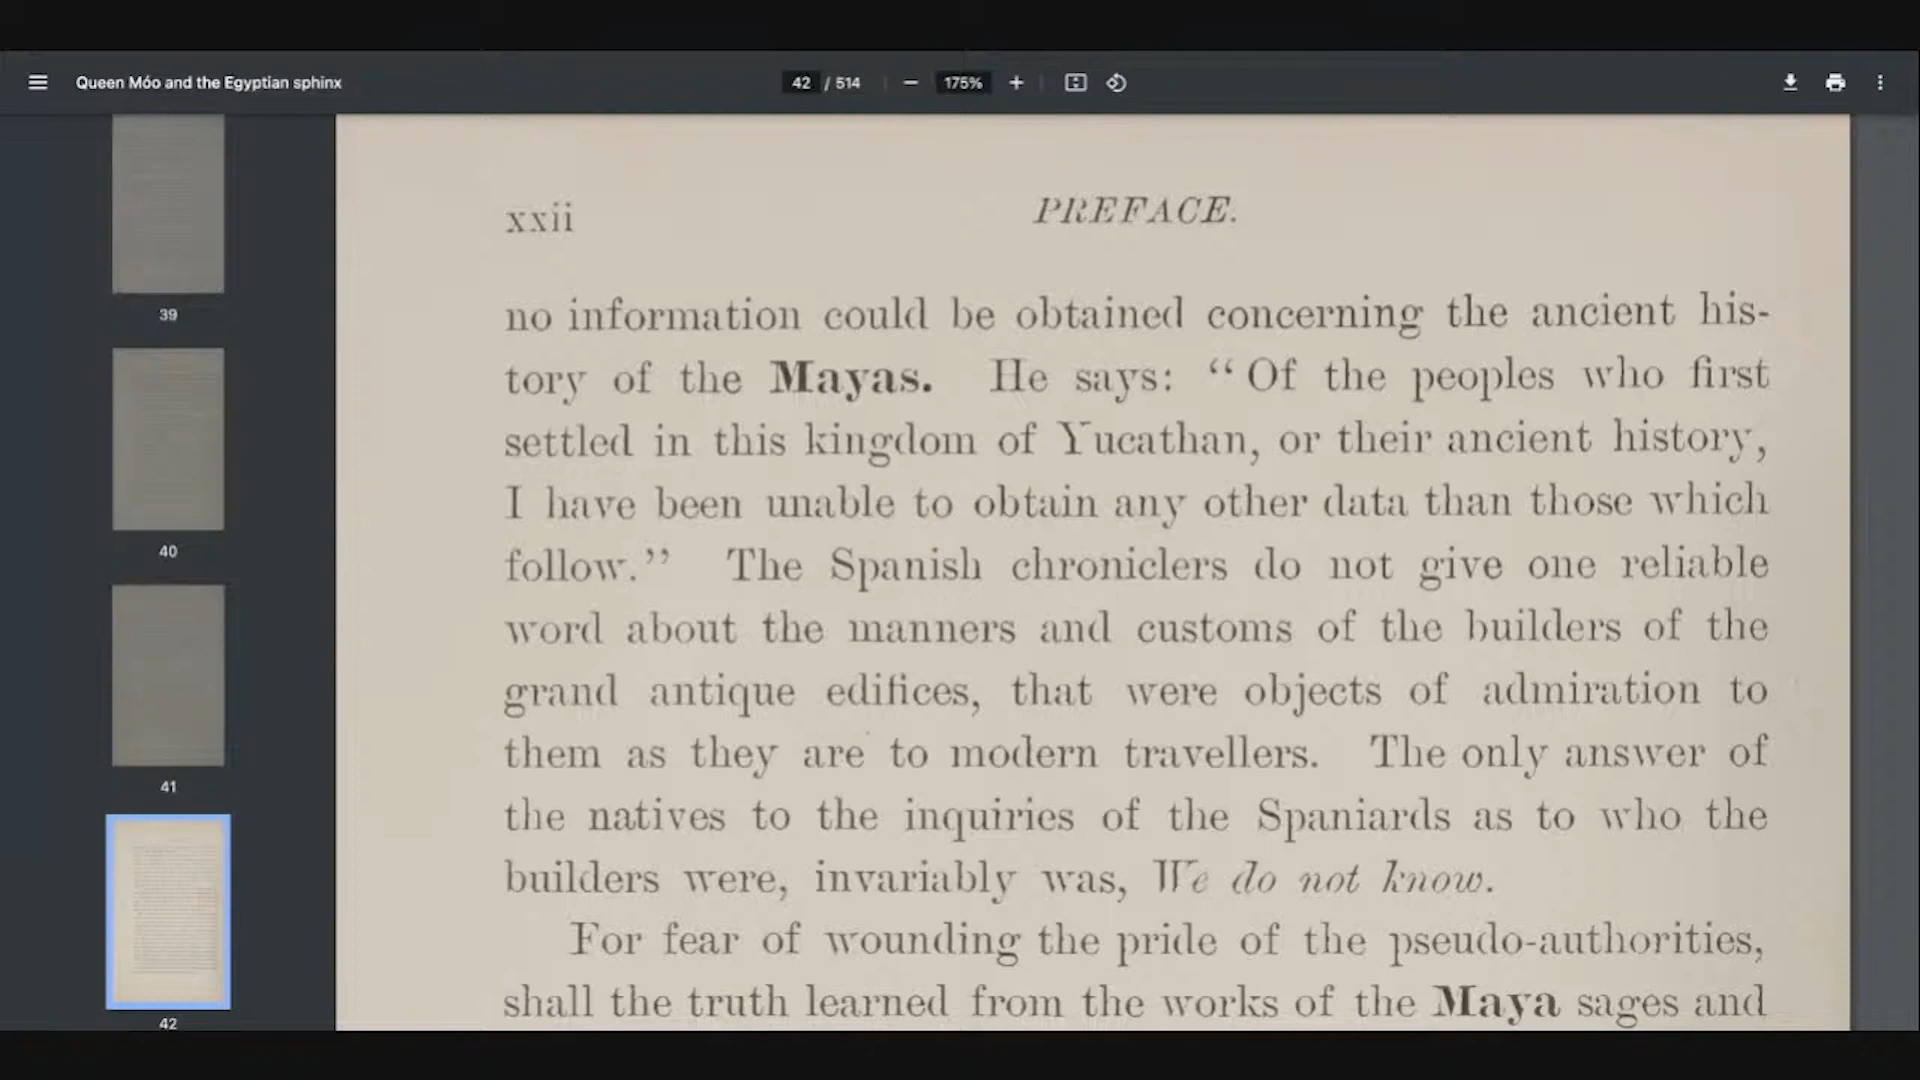 Queen Móo and the Egyptian sphinx
42 / 514
175%
39
40
41
42
xxii
PREFACE.
no information could be obtained concerning the ancient his-
tory of the Mayas. He says: “Of the peoples who first
settled in this kingdom of Yucathan, or their ancient history,
I have been unable to obtain any other data than those which
follow.” The Spanish chroniclers do not give one reliable
word about the manners and customs of the builders of the
grand antique edifices, that were objects of admiration to
them as they are to modern travellers. The only answer of
the natives to the inquiries of the Spaniards as to who the
builders were, invariably was, We do not know.
For fear of wounding the pride of the pseudo-authorities,
shall the truth learned from the works of the Maya sages and